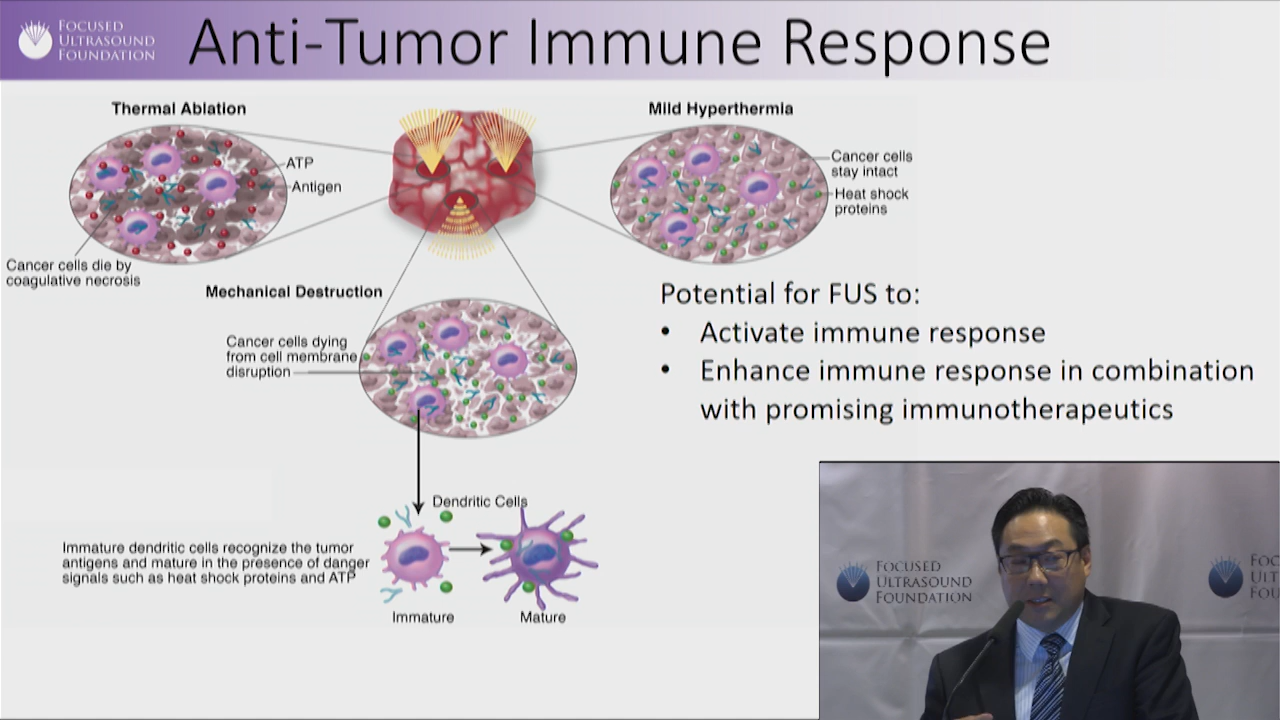 FOCUSED
ULTRASOUND
FOUNDATION
Anti-Tumor Immune Response
Thermal Ablation
ATP
Antigen
Cancer cells die by
coagulative necrosis
Mild Hyperthermia
Cancer cells
stay intact
Heat shock
proteins
Mechanical Destruction
Cancer cells dying
from cell membrane
disruption
Potential for FUS to:
• Activate immune response
• Enhance immune response in combination
with promising immunotherapeutics
Dendritic Cells
Immature dendritic cells recognize the tumor
antigens and mature in the presence of danger
signals such as heat shock proteins and ATP
Immature
Mature
FOCUSED
ULTRASOUND
FOUNDATION